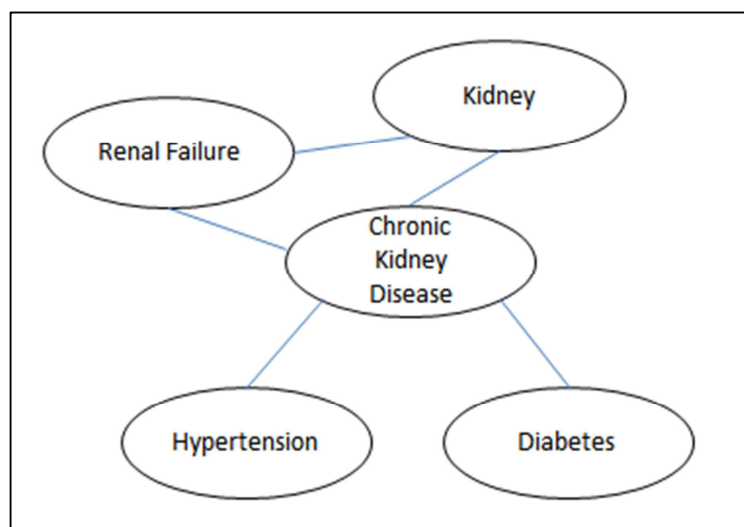 Kidney
Renal Failure
Chronic
Kidney
Disease
Hypertension
Diabetes